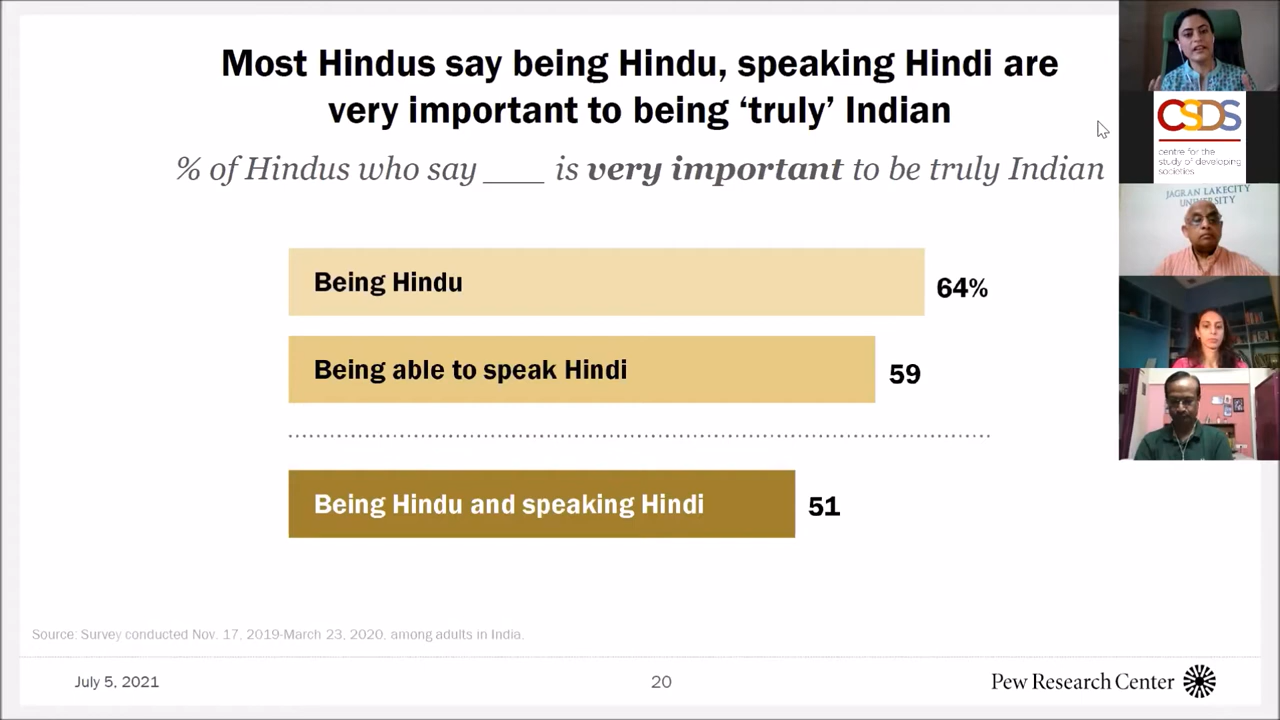 Most Hindus say being Hindu, speaking Hindi are
very important to being ‘truly’ Indian
% of Hindus who say ___ is very important to be truly Indian
Being Hindu
64%
Being able to speak Hindi
59
Being Hindu and speaking Hindi
51
Source: Survey conducted Nov. 17, 2019-March 23, 2020, among adults in India.
July 5, 2021
20
Pew Research Center
CSDS
centre for the
study of developing
societies
JAGRAN LAKECITY
UNIVERSITY